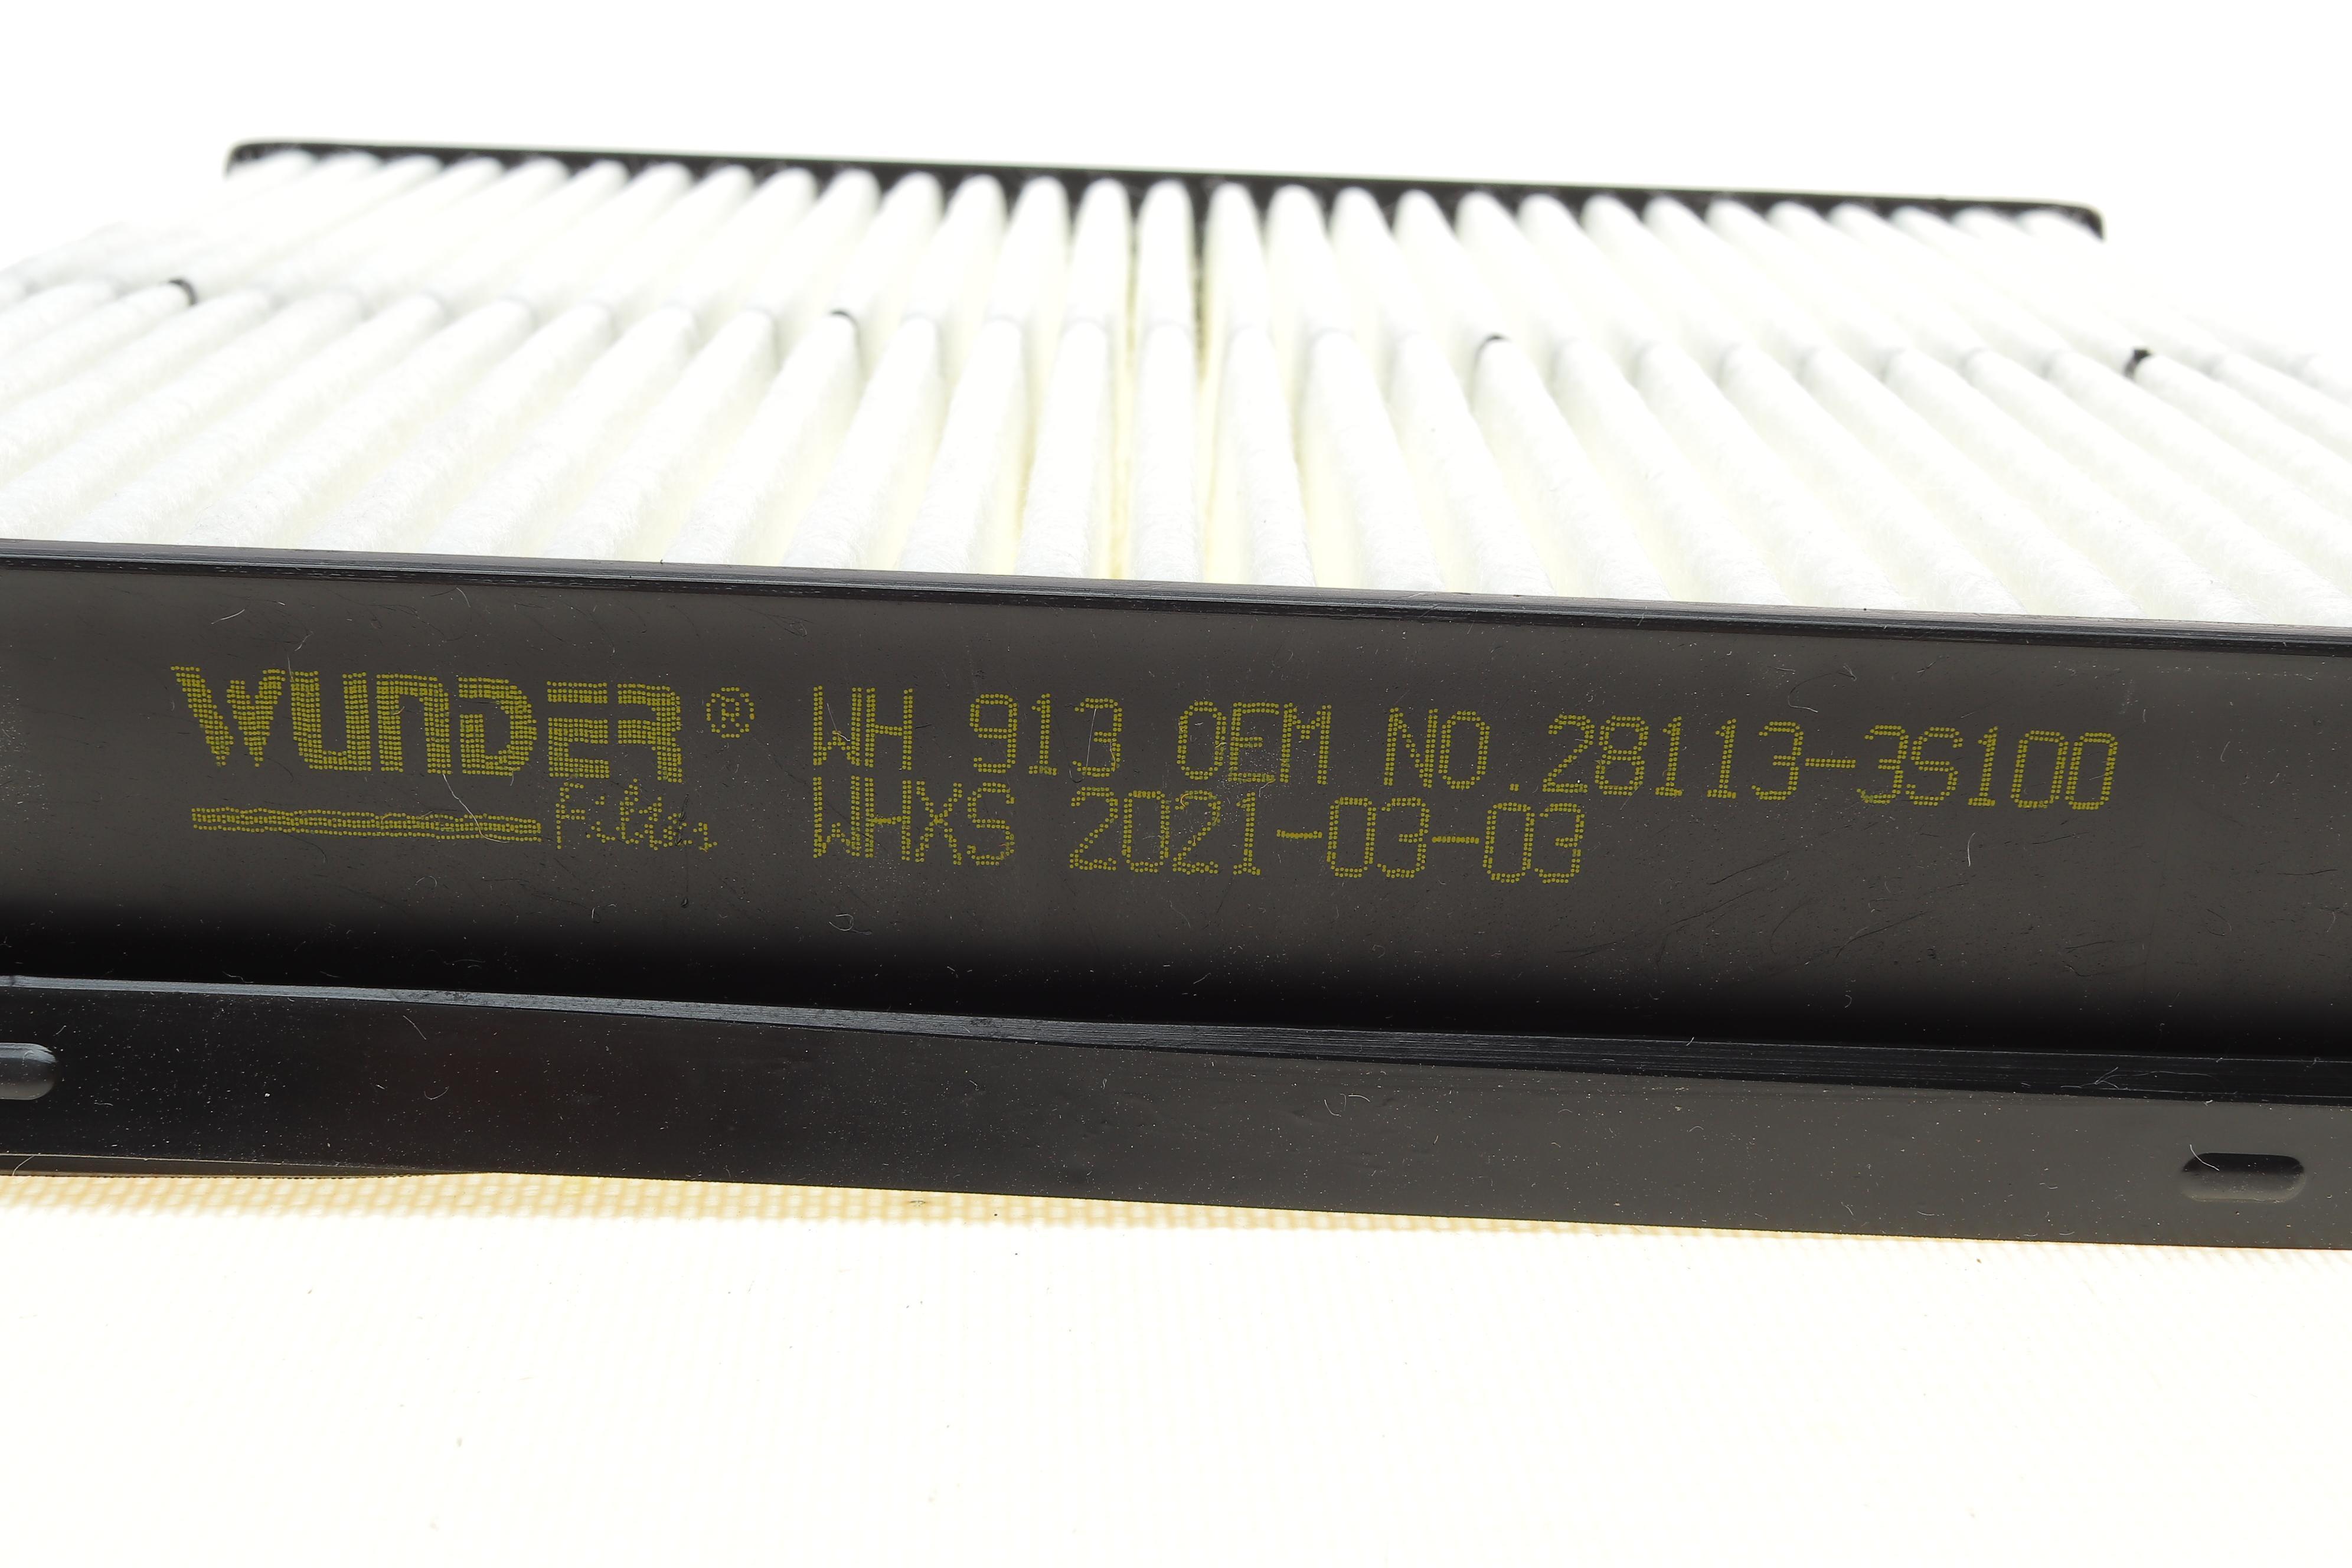 WUNDER® WH 913 OEM NO.28113-3S100
Filter WHXS 2021-03-03